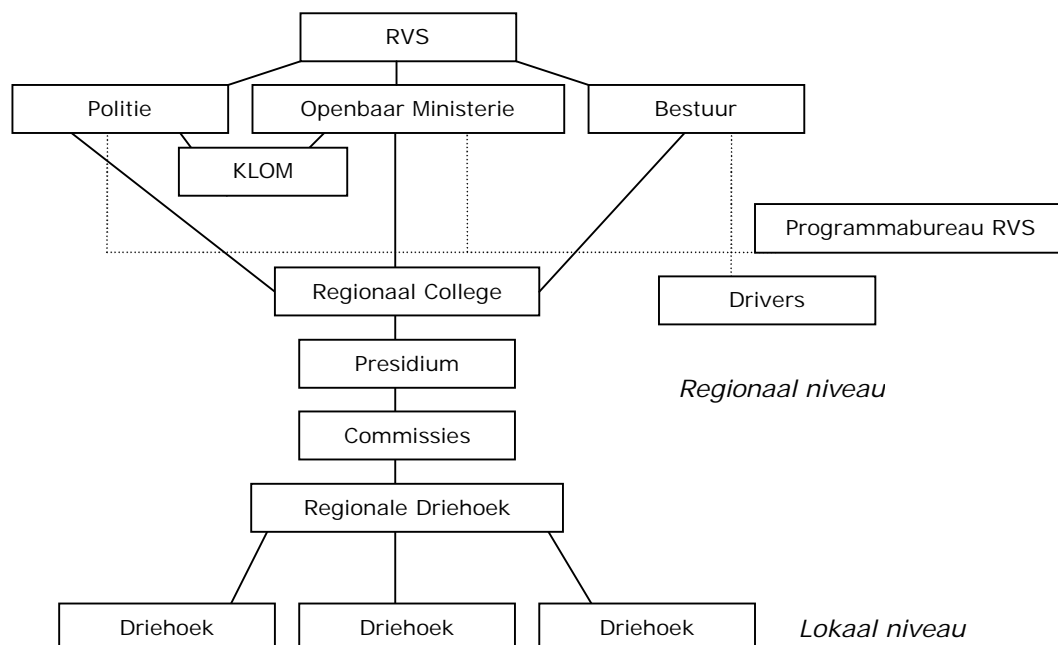 RVS
Politie
Openbaar Ministerie
Bestuur
KLOM
Programmabureau RVS
Regionaal College
Drivers
Presidium
Regionaal niveau
Commissies
Regionale Driehoek
Driehoek
Driehoek
Driehoek
Lokaal niveau